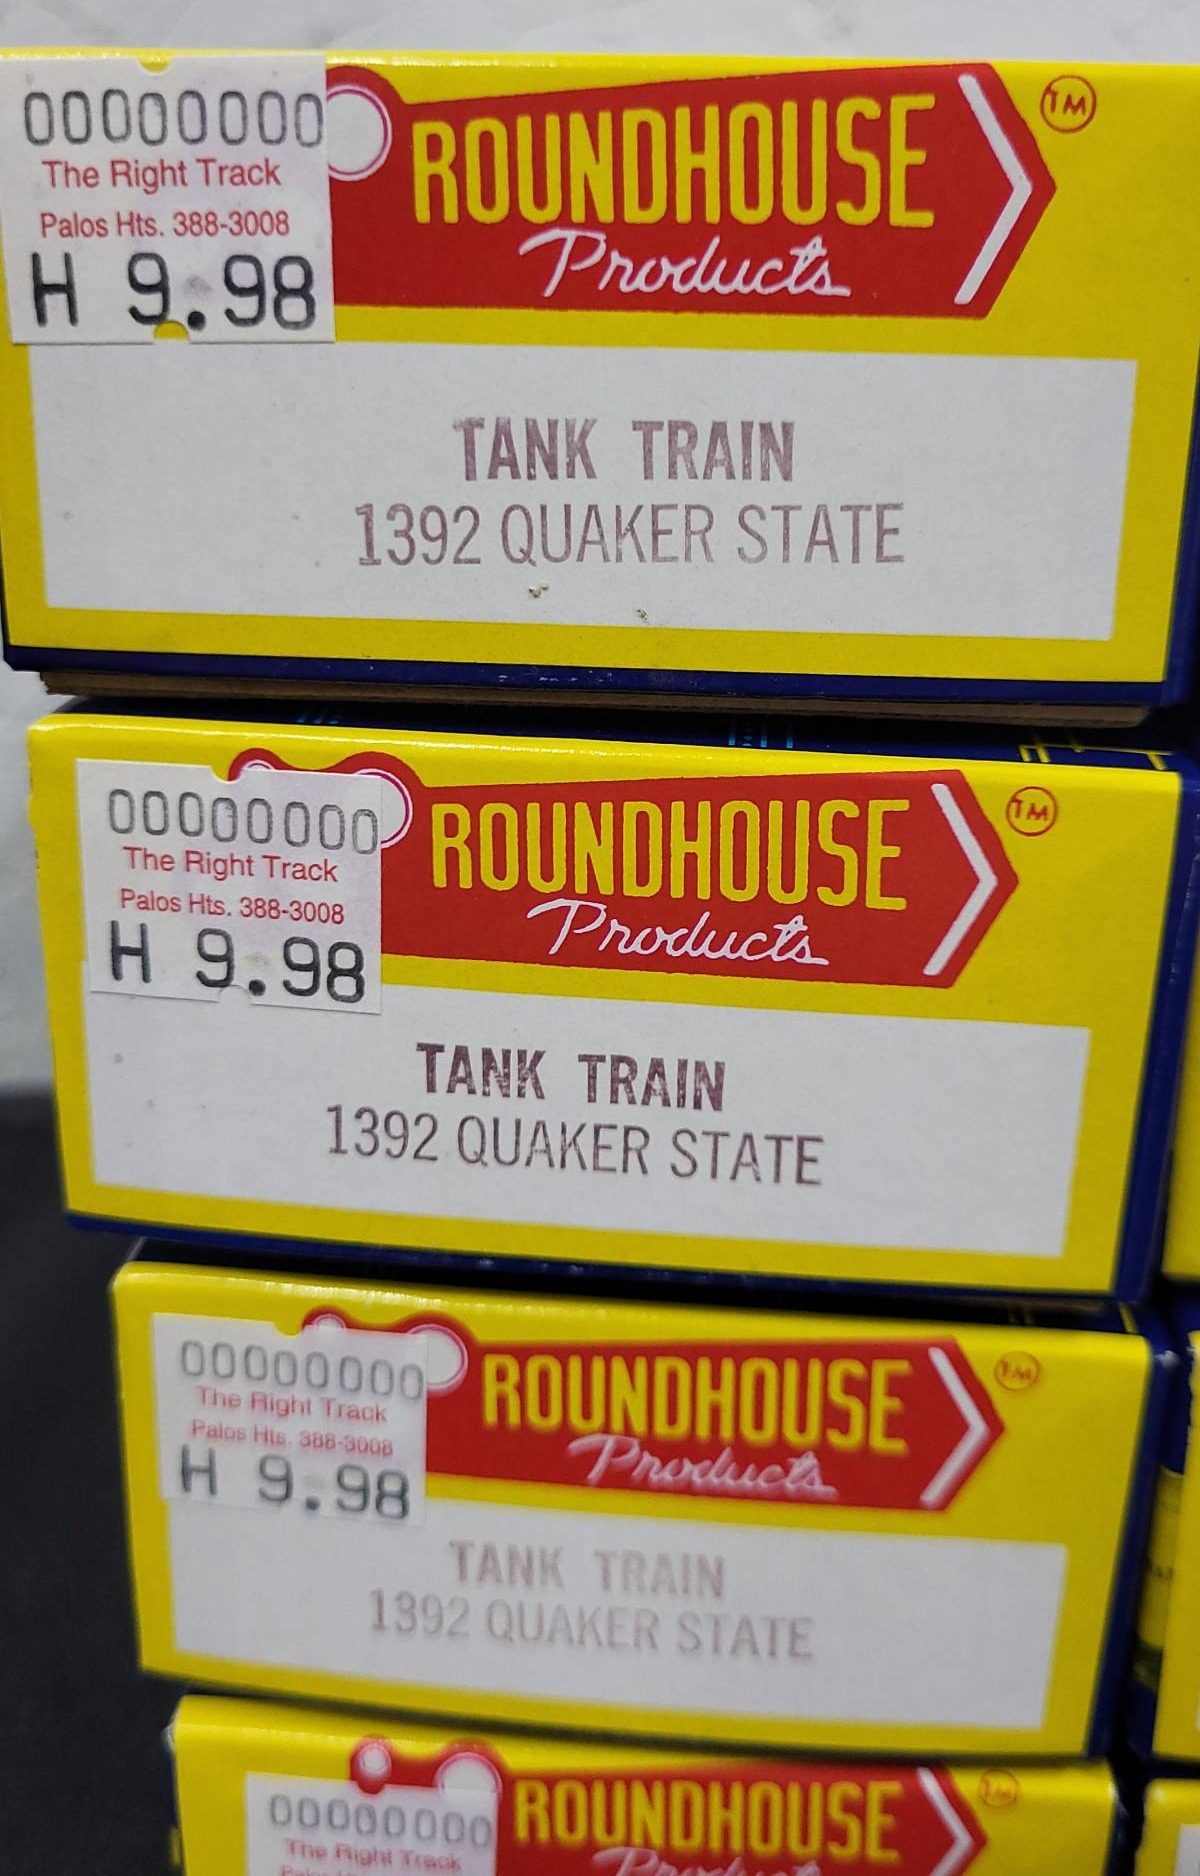 00000000
The Right Track
Palos Hts. 388-3008
H 9.98
ROUNDHOUSE
TM
Products
TANK TRAIN
1392 QUAKER STATE
00000000
The Right Track
Palos Hts. 388-3008
H 9.98
ROUNDHOUSE
TM
Products
TANK TRAIN
1392 QUAKER STATE
00000000
The Right Track
Palos Hts. 388-3008
H 9.98
ROUNDHOUSE
TM
Products
TANK TRAIN
1392 QUAKER STATE
00000000
The Right Track
ROUNDHOUSE
TM
Products